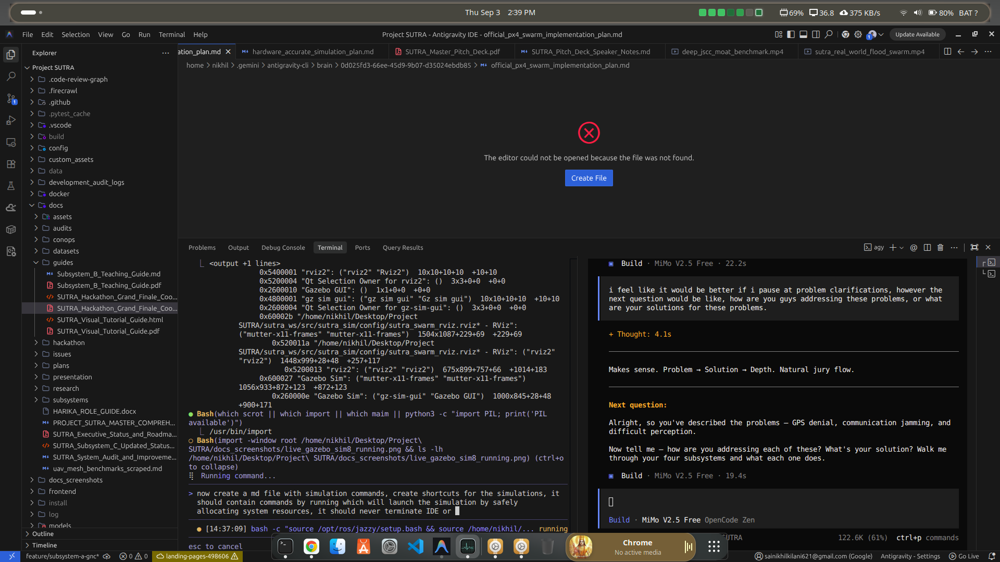 Thu Sep 3 2:39 PM
69% 36.8 375 KB/s 80% BAT ?
File Edit Selection View Go Run Terminal Help
Project SUTRA - Antigravity IDE - official_px4_swarm_implementation_plan.md
1
Update Available
Explorer
ation_plan.md
hardware_accurate_simulation_plan.md
SUTRA_Master_Pitch_Deck.pdf
SUTRA_Pitch_Deck_Speaker_Notes.md
deep_jscc_moat_benchmark.mp4
sutra_real_world_flood_swarm.mp4
home > nikhil > .gemini > antigravity-cli > brain > 0d025fd3-66ee-45d9-9b07-d35024ebdb85 > official_px4_swarm_implementation_plan.md
Project SUTRA
.code-review-graph
.firecrawl
.github
.pytest_cache
.vscode
build
config
custom_assets
data
development_audit_logs
docker
docs
assets
audits
conops
datasets
guides
Subsystem_B_Teaching_Guide.md
Subsystem_B_Teaching_Guide.pdf
SUTRA_Hackathon_Grand_Finale_Coo...
SUTRA_Hackathon_Grand_Finale_Coo...
SUTRA_Visual_Tutorial_Guide.html
SUTRA_Visual_Tutorial_Guide.pdf
hackathon
issues
plans
presentation
research
subsystems
HARIKA_ROLE_GUIDE.docx
PROJECT_SUTRA_MASTER_COMPREH...
SUTRA_Executive_Status_and_Roadma...
SUTRA_Subsystem_C_Updated_Status...
SUTRA_System_Audit_and_Improveme...
uav_mesh_benchmarks_scraped.md
docs_screenshots
frontend
install
log
models
Outline
Timeline
1
The editor could not be opened because the file was not found.
Create File
Problems Output Debug Console Terminal Ports Query Results
agy
<output +1 lines>
0x5400001 "rviz2": ("rviz2" "Rviz2") 10x10+10+10 +10+10
0x5200004 "Qt Selection Owner for rviz2": () 3x3+0+0 +0+0
0x2600010 "Gazebo GUI": () 1x1+0+0 +0+0
0x4800001 "gz sim gui": ("gz sim gui" "Gz sim gui") 10x10+10+10 +10+10
0x2600004 "Qt Selection Owner for gz-sim-gui": () 3x3+0+0 +0+0
0x60002b "/home/nikhil/Desktop/Project
SUTRA/sutra_ws/src/sutra_sim/config/sutra_swarm_rviz.rviz* - RViz":
("mutter-x11-frames" "mutter-x11-frames") 1504x1087+229+69 +229+69
0x520011a "/home/nikhil/Desktop/Project
SUTRA/sutra_ws/src/sutra_sim/config/sutra_swarm_rviz.rviz* - RViz": ("rviz2"
"rviz2") 1448x999+28+48 +257+117
0x5200013 "rviz2": ("rviz2" "rviz2") 675x899+757+66 +1014+183
0x600027 "Gazebo Sim": ("mutter-x11-frames" "mutter-x11-frames")
1056x933+872+123 +872+123
0x260000e "Gazebo Sim": ("gz-sim-gui" "Gazebo GUI") 1000x845+28+48
+900+171
Bash(which scrot || which import || which maim || python3 -c "import PIL; print('PIL
available')")
/usr/bin/import
Bash(import -window root /home/nikhil/Desktop/Project\
SUTRA/docs_screenshots/live_gazebo_sim8_running.png && ls -lh
/home/nikhil/Desktop/Project\ SUTRA/docs_screenshots/live_gazebo_sim8_running.png) (ctrl+o
to collapse)
Running command...
> now create a md file with simulation commands, create shortcuts for the simulations, it
should contain commands by running which will launch the simulation by safely
allocating system resources, it should never terminate IDE or
[14:37:09] bash -c "source /opt/ros/jazzy/setup.bash && source /home/nikhil/... running
esc to cancel
Build · MiMo V2.5 Free · 22.2s
i feel like it would be better if i pause at problem clarifications, however the
next question would be like, how are you guys addressing these problems, or what
are your solutions for these problems.
+ Thought: 4.1s
Makes sense. Problem → Solution → Depth. Natural jury flow.
Next question:
Alright, so you've described the problems — GPS denial, communication jamming, and
difficult perception.
Now tell me — how are you addressing each of these? What's your solution? Walk me
through your four subsystems and what each one does.
Build · MiMo V2.5 Free · 19.4s
Build · MiMo V2.5 Free OpenCode Zen
SUTRA
122.6K (61%) ctrl+p commands
Chrome
No active media
feature/subsystem-a-gnc*
0 0
landing-pages-498606
sainikhilkilani621@gmail.com (Google)
Antigravity - Settings
Go Live